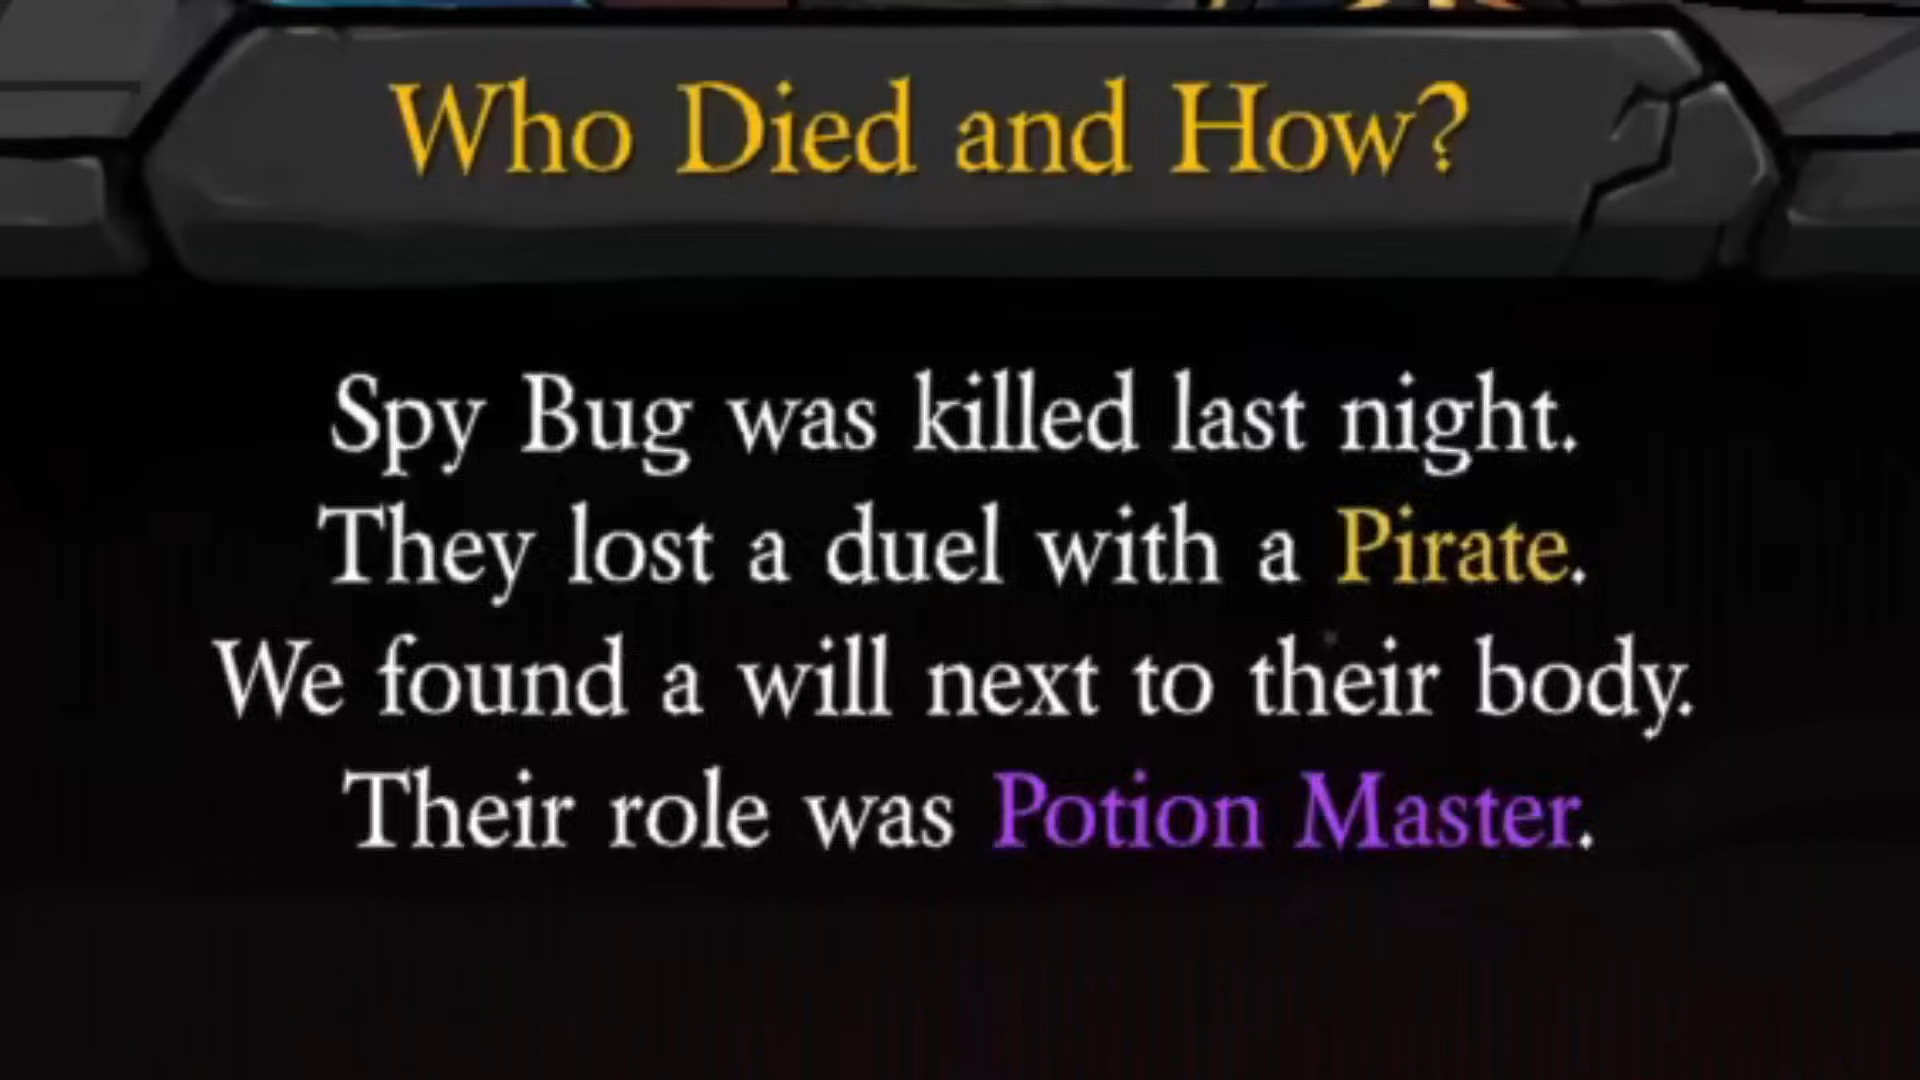 Who Died and How?
Spy Bug was killed last night.
They lost a duel with a Pirate.
We found a will next to their body.
Their role was Potion Master.